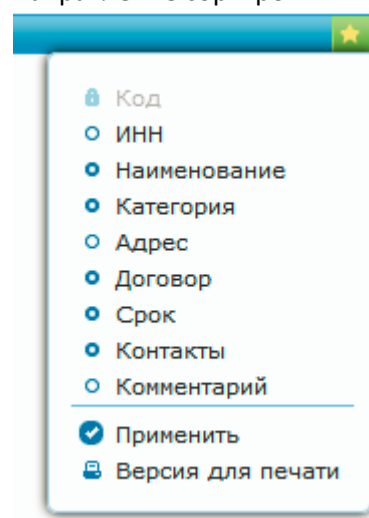 Код
ИНН
Наименование
Категория
Адрес
Договор
Срок
Контакты
Комментарий
Применить
Версия для печати